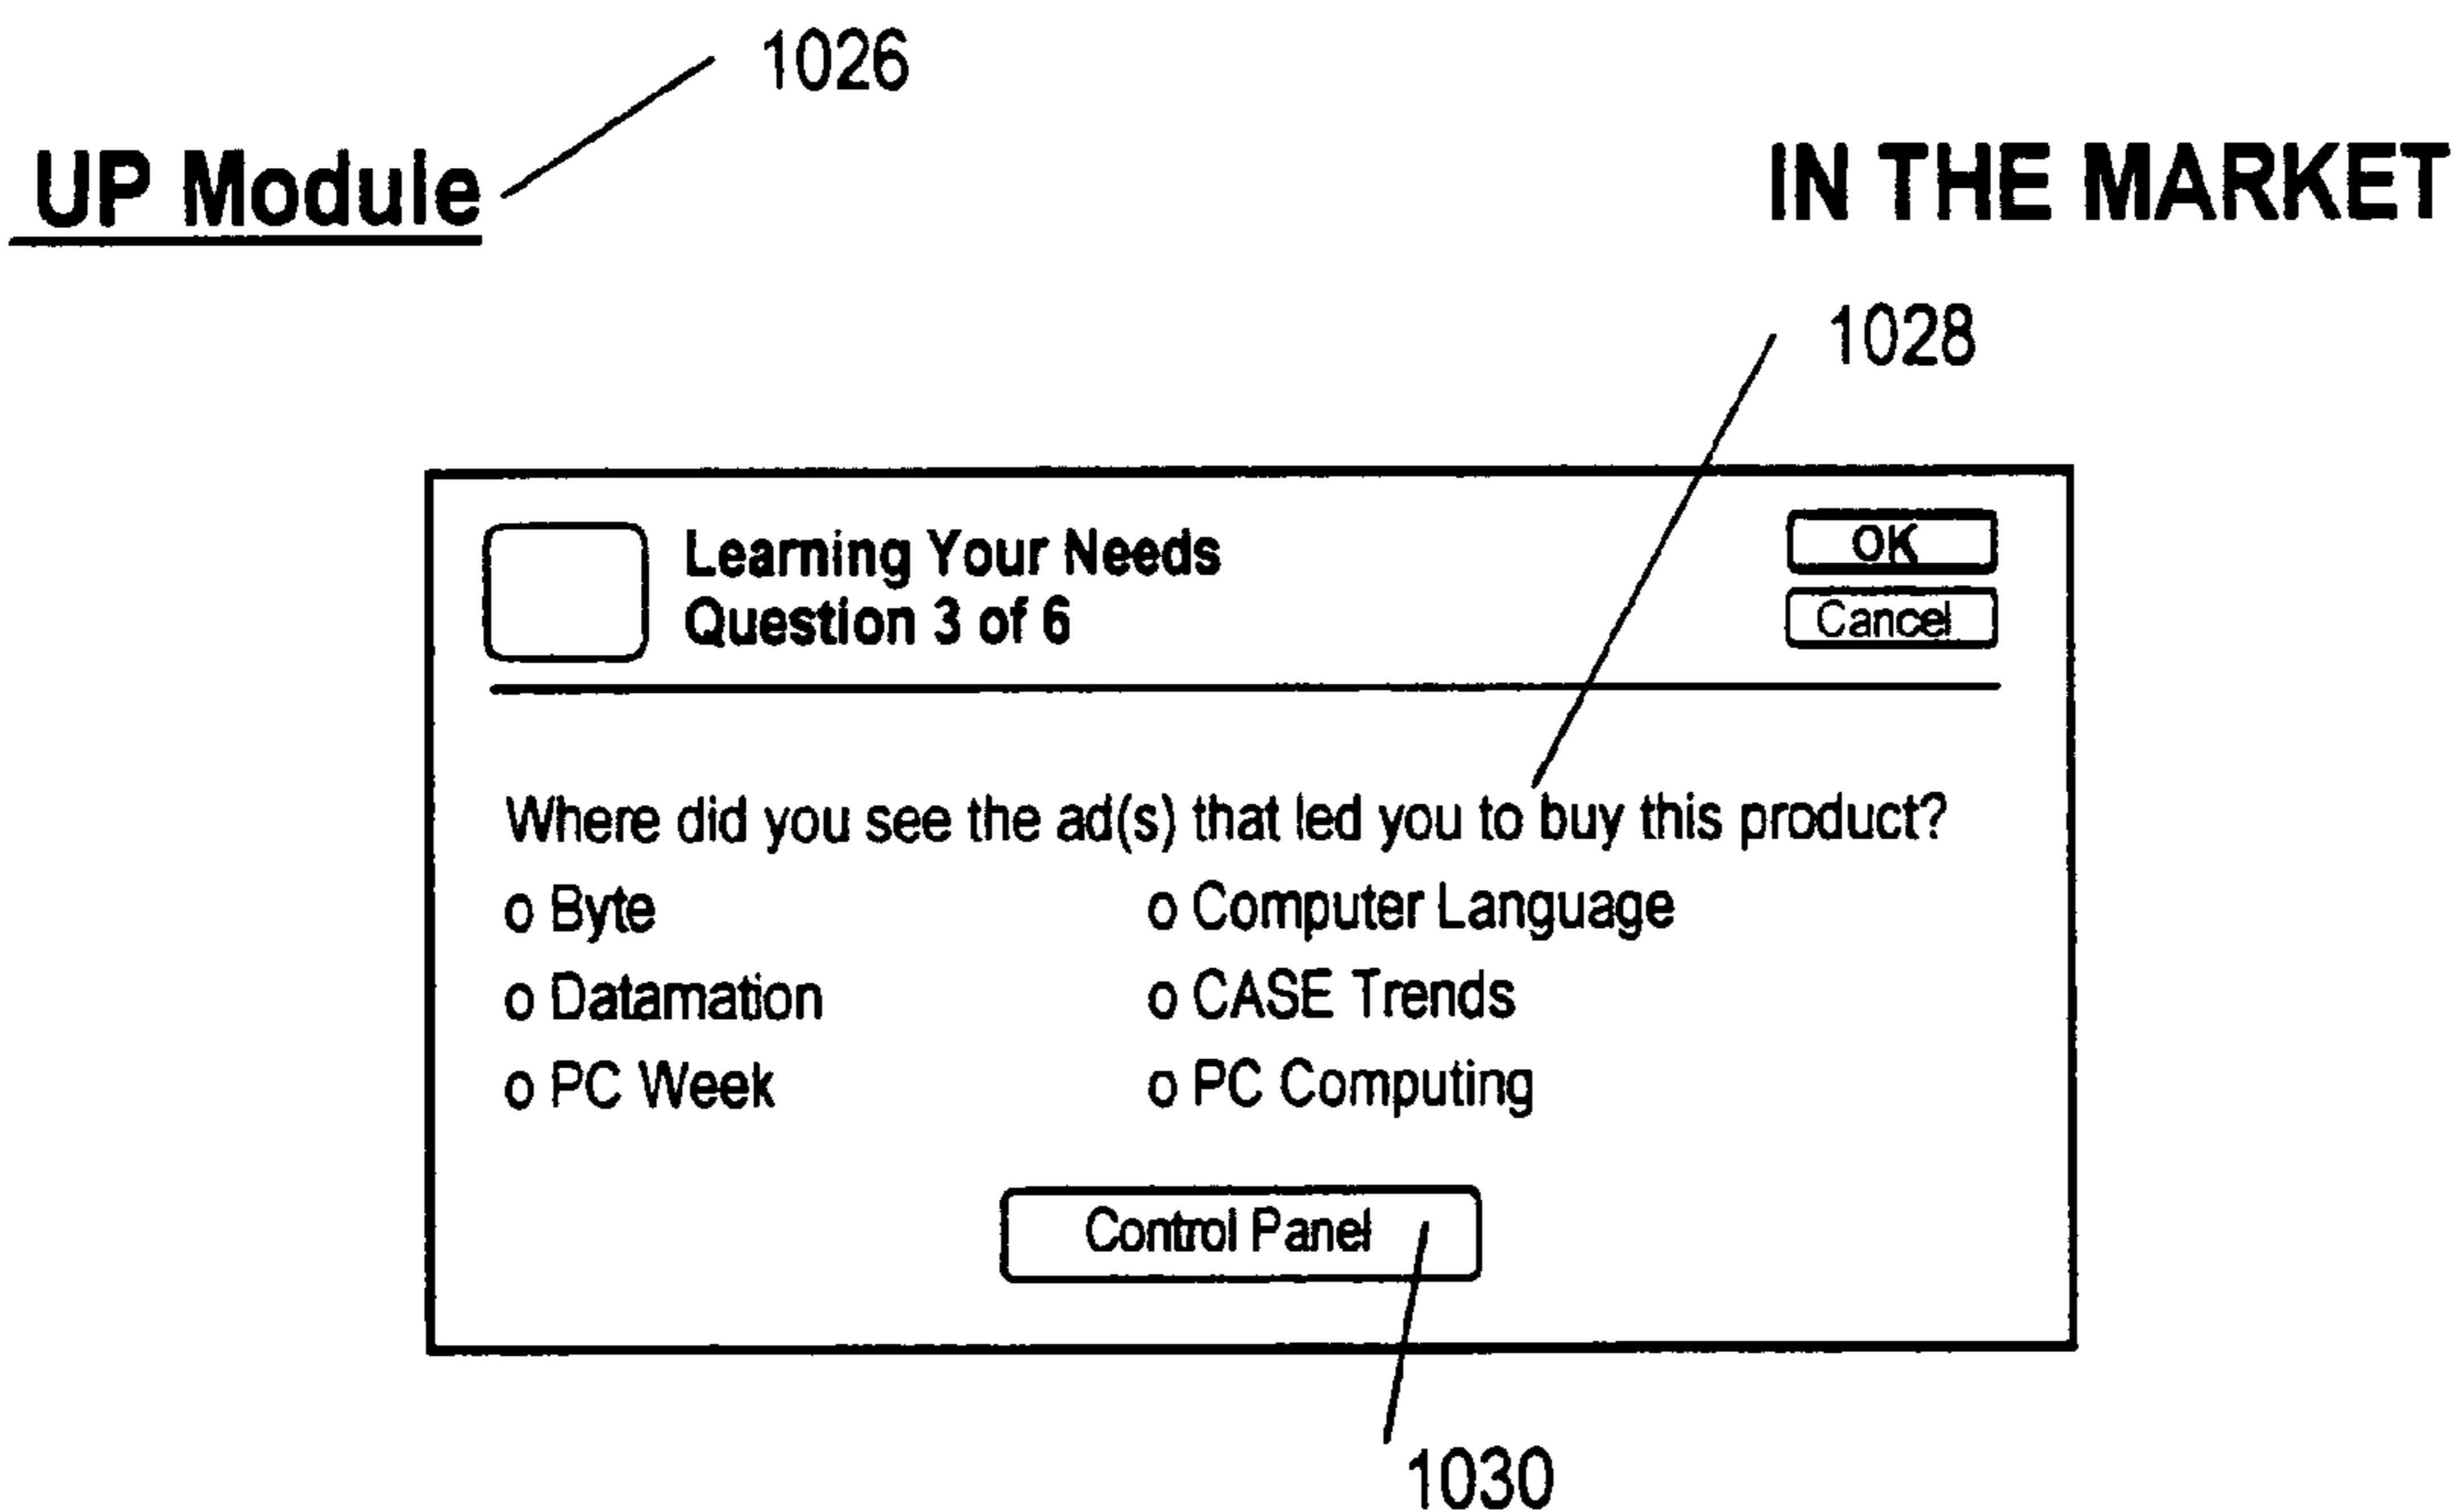 1026
UP Module
IN THE MARKET
1028
Learning Your Needs
Question 3 of 6
OK
Cancel
Where did you see the ad(s) that led you to buy this product?
o Byte
o Computer Language
o Datamation
o CASE Trends
o PC Week
o PC Computing
Control Panel
1030